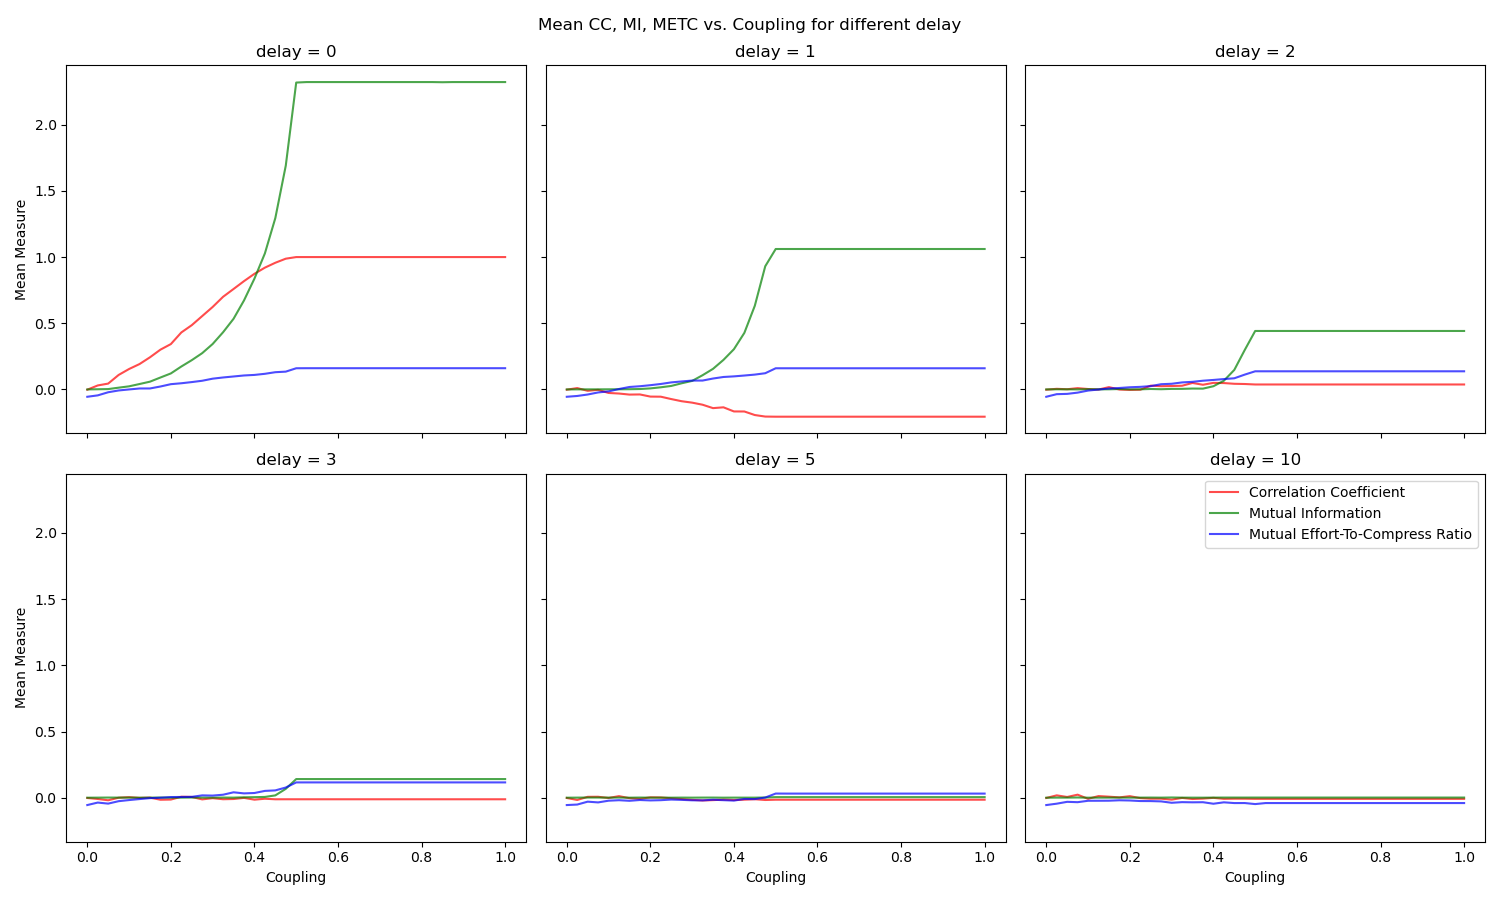 Mean CC, MI, METC vs. Coupling for different delay
delay = 0
delay = 1
delay = 2
2.0
1.5
1.0
0.5
0.0
Mean Measure
delay = 3
delay = 5
delay = 10
Correlation Coefficient
Mutual Information
Mutual Effort-To-Compress Ratio
2.0
1.5
1.0
0.5
0.0
Mean Measure
0.0 0.2 0.4 0.6 0.8 1.0
0.0 0.2 0.4 0.6 0.8 1.0
0.0 0.2 0.4 0.6 0.8 1.0
Coupling
Coupling
Coupling